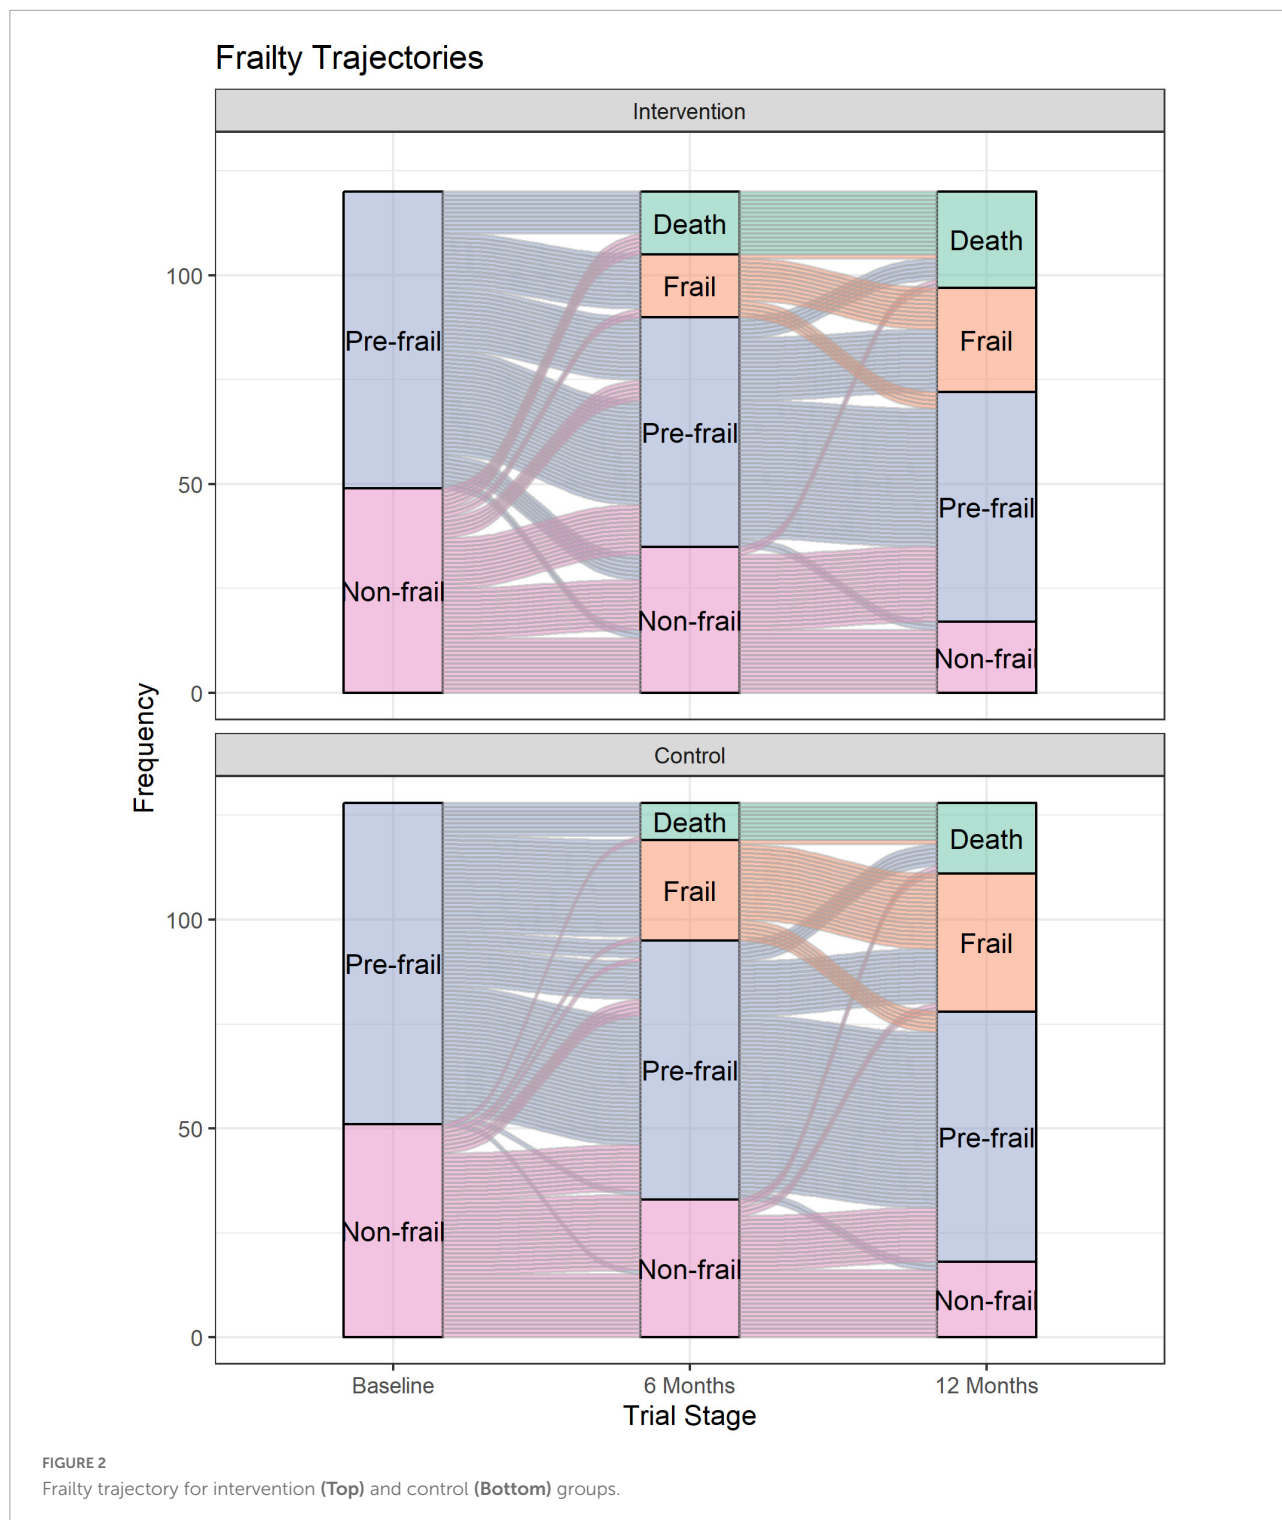 Frailty Trajectories
Intervention
Death
Death
Frail
Pre-frail
Frail
Pre-frail
Pre-frail
Non-frail
Non-frail
Non-frail
100
50
0
Frequency
Control
Death
Death
Frail
Frail
Pre-frail
Pre-frail
Pre-frail
Non-frail
Non-frail
Non-frail
100
50
0
Baseline
6 Months
12 Months
Trial Stage
FIGURE 2
Frailty trajectory for intervention (Top) and control (Bottom) groups.